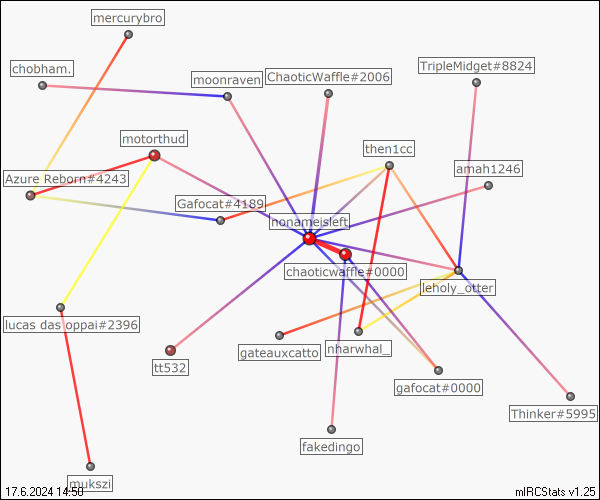 mercurybro
chobham.
moonraven
ChaoticWaffle#2006
TripleMidget#8824
motorthud
then1cc
amah1246
Azure Reborn#4243
Gafocat#4189
nonameisleft
chaoticwaffle#0000
leholy_otter
lucas das oppai#2396
tt532
gateauxcatto
nharwhal_
gafocat#0000
Thinker#5995
fakedingo
mukszi
17.6.2024 14:50
mIRCStats v1.25